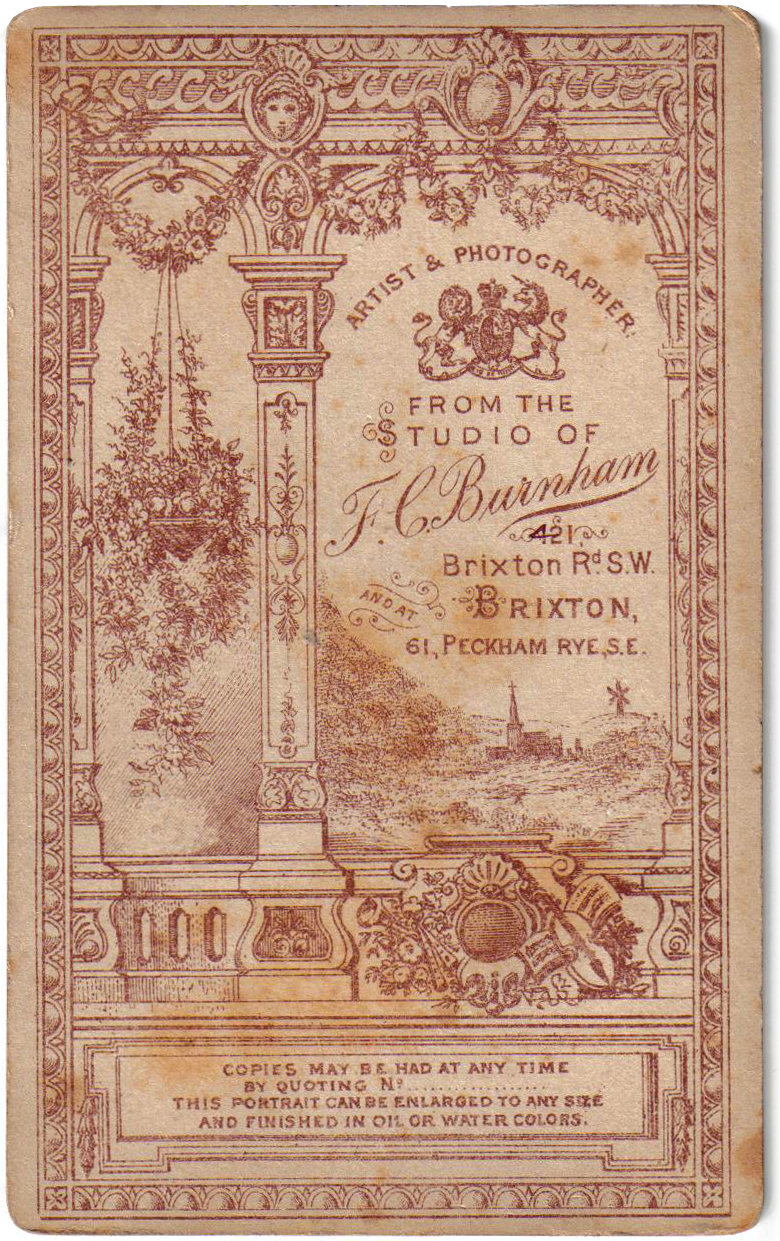 ARTIST & PHOTOGRAPHER.
FROM THE
STUDIO OF
F. C. Burnham
421,
Brixton Rd S.W.
AND AT BRIXTON,
61, PECKHAM RYE, S.E.
COPIES MAY BE HAD AT ANY TIME
BY QUOTING No....................
THIS PORTRAIT CAN BE ENLARGED TO ANY SIZE
AND FINISHED IN OIL OR WATER COLORS.